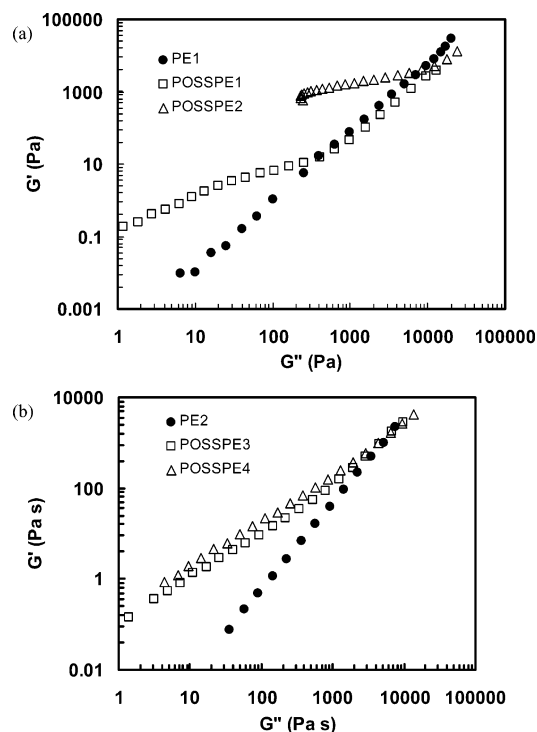 (a)
PE1
POSSPE1
POSSPE2
100000
1000
10
0.1
0.001
G' (Pa)
1 10 100 1000 10000 100000
G" (Pa)
(b)
PE2
POSSPE3
POSSPE4
10000
100
1
0.01
G' (Pa s)
1 10 100 1000 10000 100000
G" (Pa s)